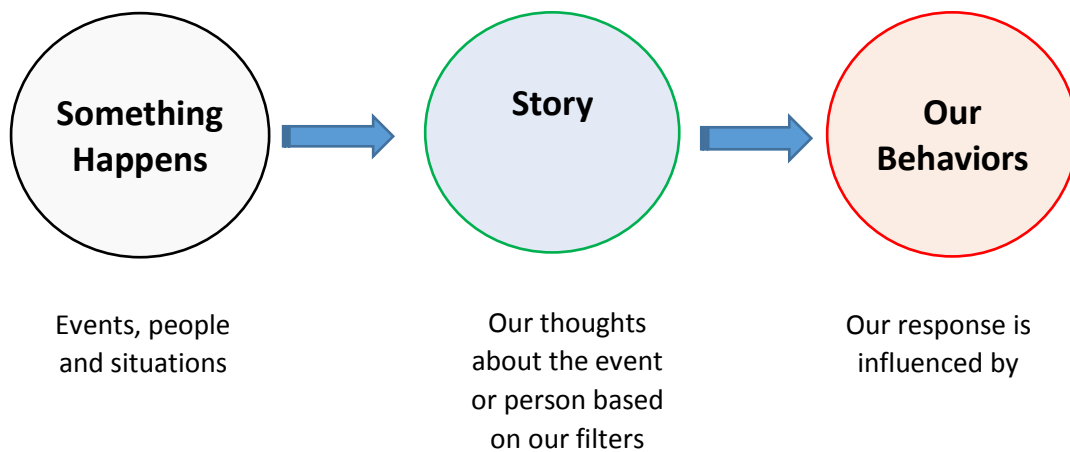 Something
Happens
Story
Our
Behaviors
Events, people
and situations
Our thoughts
about the event
or person based
on our filters
Our response is
influenced by